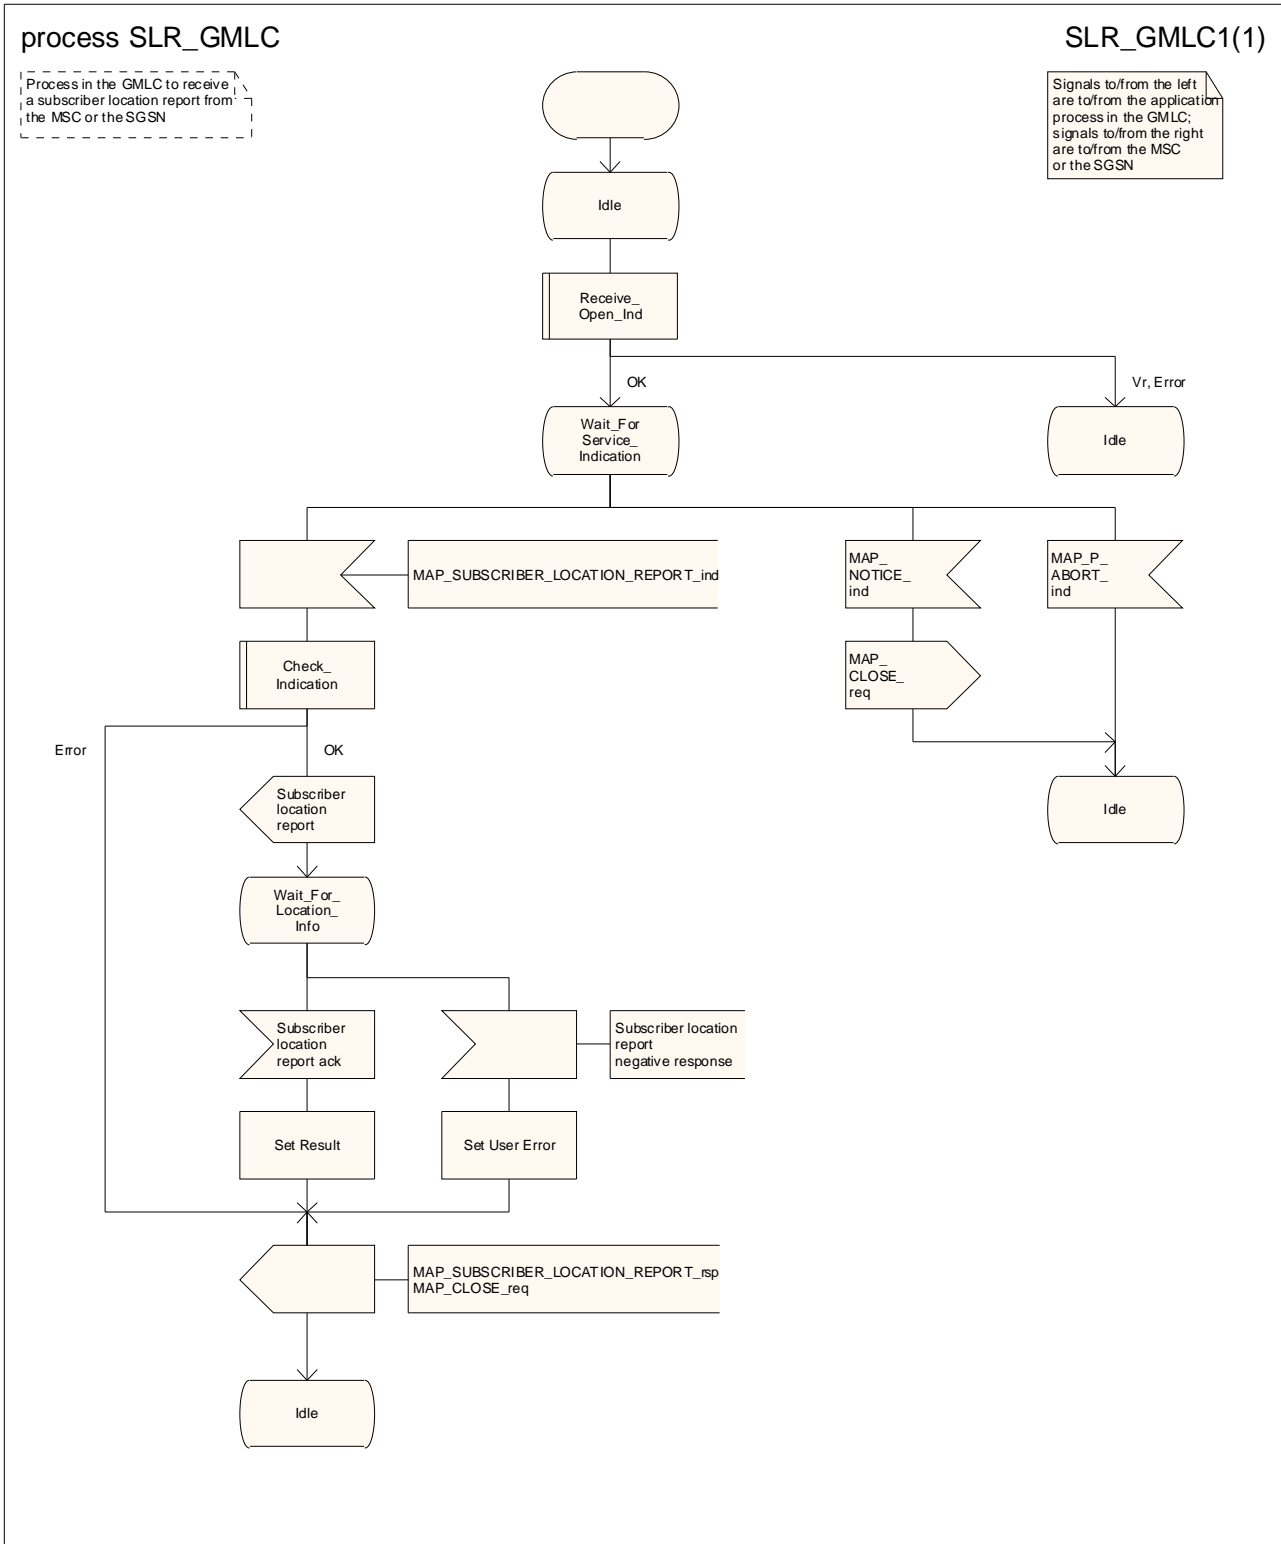 process SLR_GMLC
SLR_GMLC1(1)
Process in the GMLC to receive
a subscriber location report from
the MSC or the SGSN
Signals to/from the left
are to/from the application
process in the GMLC;
signals to/from the right
are to/from the MSC
or the SGSN
Idle
Receive_
Open_Ind
OK
Vr, Error
Wait_For
Service_
Indication
Idle
MAP_SUBSCRIBER_LOCATION_REPORT_ind
MAP_
NOTICE_
ind
MAP_P_
ABORT_
ind
Check_
Indication
MAP_
CLOSE_
req
Error
OK
Subscriber
location
report
Idle
Wait_For_
Location_
Info
Subscriber
location
report ack
Subscriber location
report
negative response
Set Result
Set User Error
MAP_SUBSCRIBER_LOCATION_REPORT_rsp
MAP_CLOSE_req
Idle